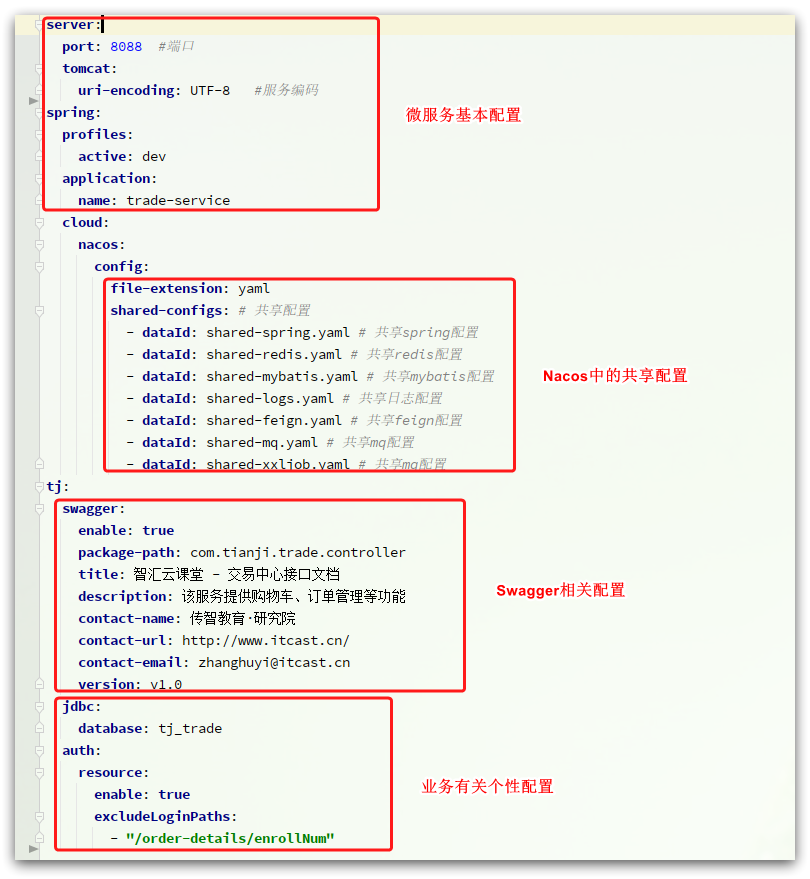 server:
  port: 8088  #端口
  tomcat:
    uri-encoding: UTF-8   #服务编码
spring:
  profiles:
    active: dev
  application:
    name: trade-service
微服务基本配置
  cloud:
    nacos:
      config:
        file-extension: yaml
        shared-configs: # 共享配置
          - dataId: shared-spring.yaml # 共享spring配置
          - dataId: shared-redis.yaml # 共享redis配置
          - dataId: shared-mybatis.yaml # 共享mybatis配置
          - dataId: shared-logs.yaml # 共享日志配置
          - dataId: shared-feign.yaml # 共享feign配置
          - dataId: shared-mq.yaml # 共享mq配置
          - dataId: shared-xxljob.yaml # 共享mq配置
Nacos中的共享配置
tj:
  swagger:
    enable: true
    package-path: com.tianji.trade.controller
    title: 智汇云课堂 - 交易中心接口文档
    description: 该服务提供购物车、订单管理等功能
    contact-name: 传智教育·研究院
    contact-url: http://www.itcast.cn/
    contact-email: zhanghuyi@itcast.cn
    version: v1.0
Swagger相关配置
  jdbc:
    database: tj_trade
  auth:
    resource:
      enable: true
      excludeLoginPaths:
        - "/order-details/enrollNum"
业务有关个性配置